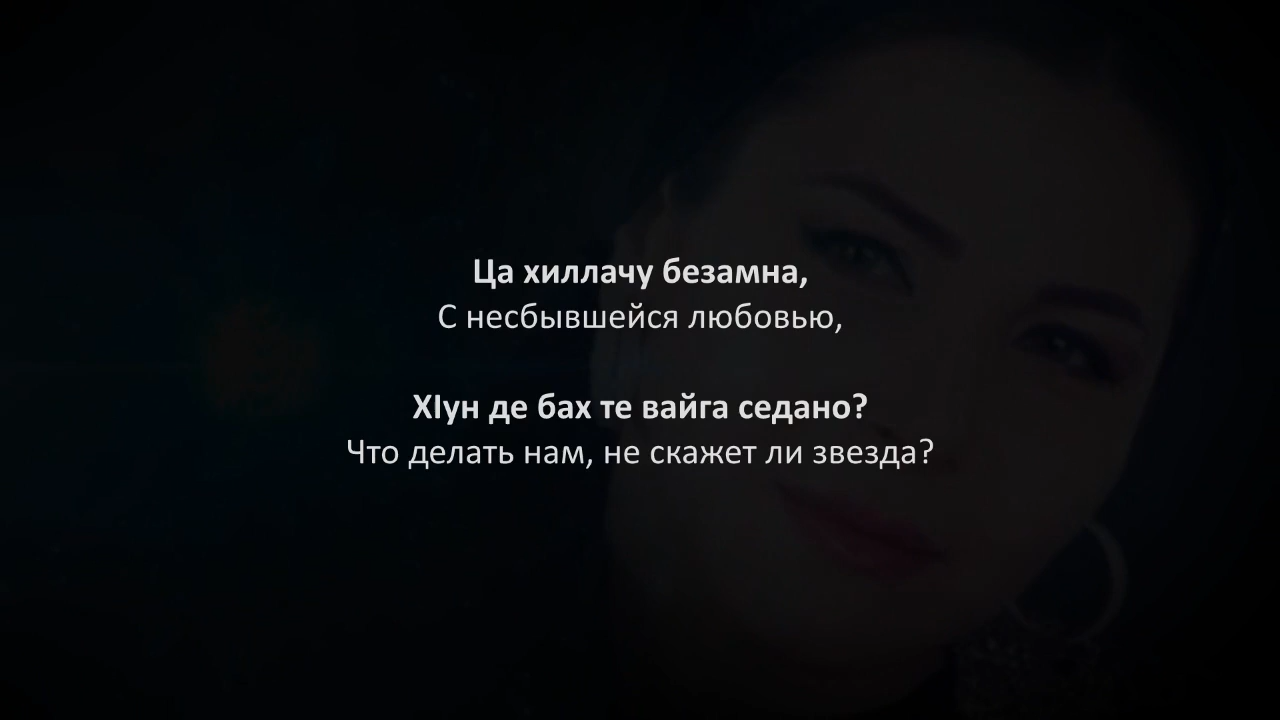 Ца хиллачу безамна,
С несбывшейся любовью,
ХӀун де бах те вайга седано?
Что делать нам, не скажет ли звезда?